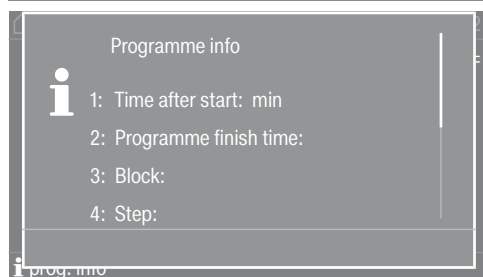 Programme info
1: Time after start: min
2: Programme finish time:
3: Block:
4: Step:
prog. info